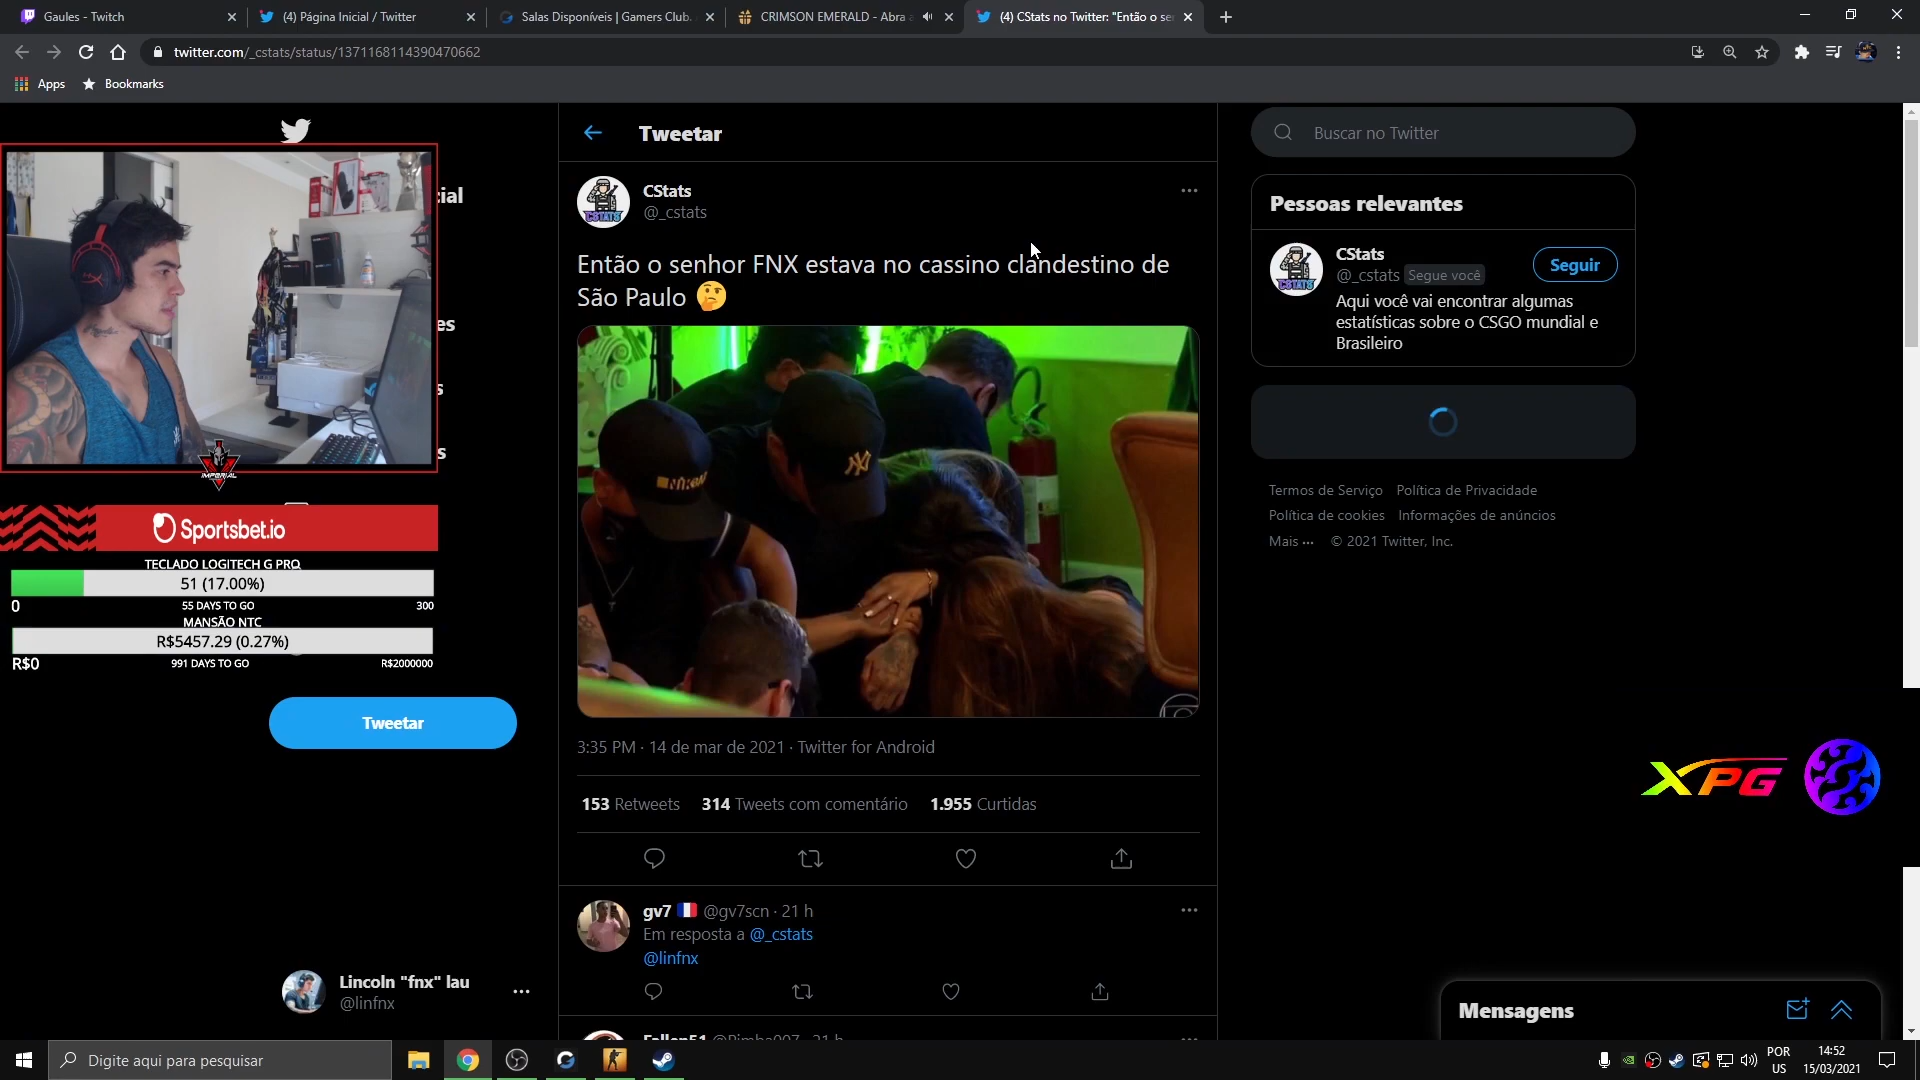 Gaules - Twitch
(4) Página Inicial / Twitter
Salas Disponíveis | Gamers Club
CRIMSON EMERALD - Abra a
(4) CStats no Twitter: "Então o se
twitter.com/_cstats/status/1371168114390470662
Apps
Bookmarks
Tweetar
Buscar no Twitter
CStats
@_cstats
Então o senhor FNX estava no cassino clandestino de
São Paulo 🤔
NY
3:35 PM · 14 de mar de 2021 · Twitter for Android
153 Retweets 314 Tweets com comentário 1.955 Curtidas
gv7 🇫🇷 @gv7scn · 21 h
Em resposta a @_cstats
@linfnx
Fallen51 @Bimba007 · 21 h
Pessoas relevantes
CStats
@_cstats Segue você
Seguir
Aqui você vai encontrar algumas
estatísticas sobre o CSGO mundial e
Brasileiro
Termos de Serviço Política de Privacidade
Política de cookies Informações de anúncios
Mais ··· © 2021 Twitter, Inc.
ial
es
s
s
IMPERIAL
Sportsbet.io
TECLADO LOGITECH G PRO
51 (17.00%)
0 55 DAYS TO GO 300
MANSÃO NTC
R$5457.29 (0.27%)
R$0 991 DAYS TO GO R$2000000
Tweetar
XPG
Lincoln "fnx" lau
@linfnx
Mensagens
Digite aqui para pesquisar
POR
US
14:52
15/03/2021